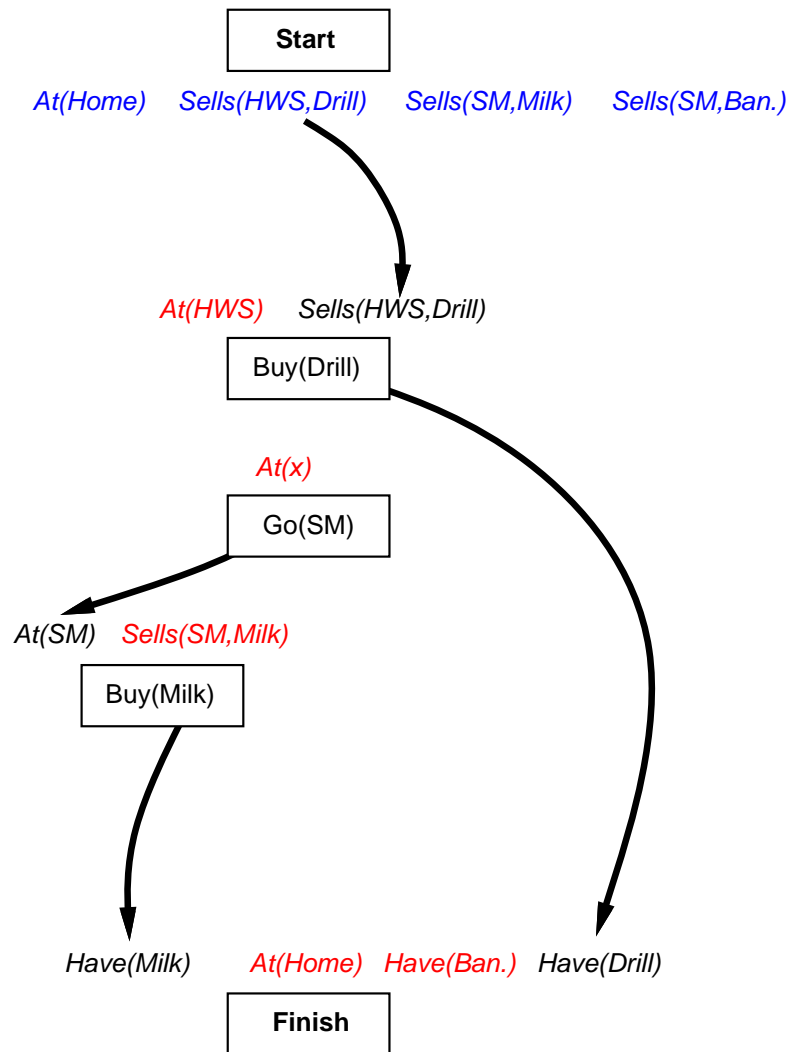 Start
At(Home) Sells(HWS,Drill) Sells(SM,Milk) Sells(SM,Ban.)
At(HWS) Sells(HWS,Drill)
Buy(Drill)
At(x)
Go(SM)
At(SM) Sells(SM,Milk)
Buy(Milk)
Have(Milk) At(Home) Have(Ban.) Have(Drill)
Finish